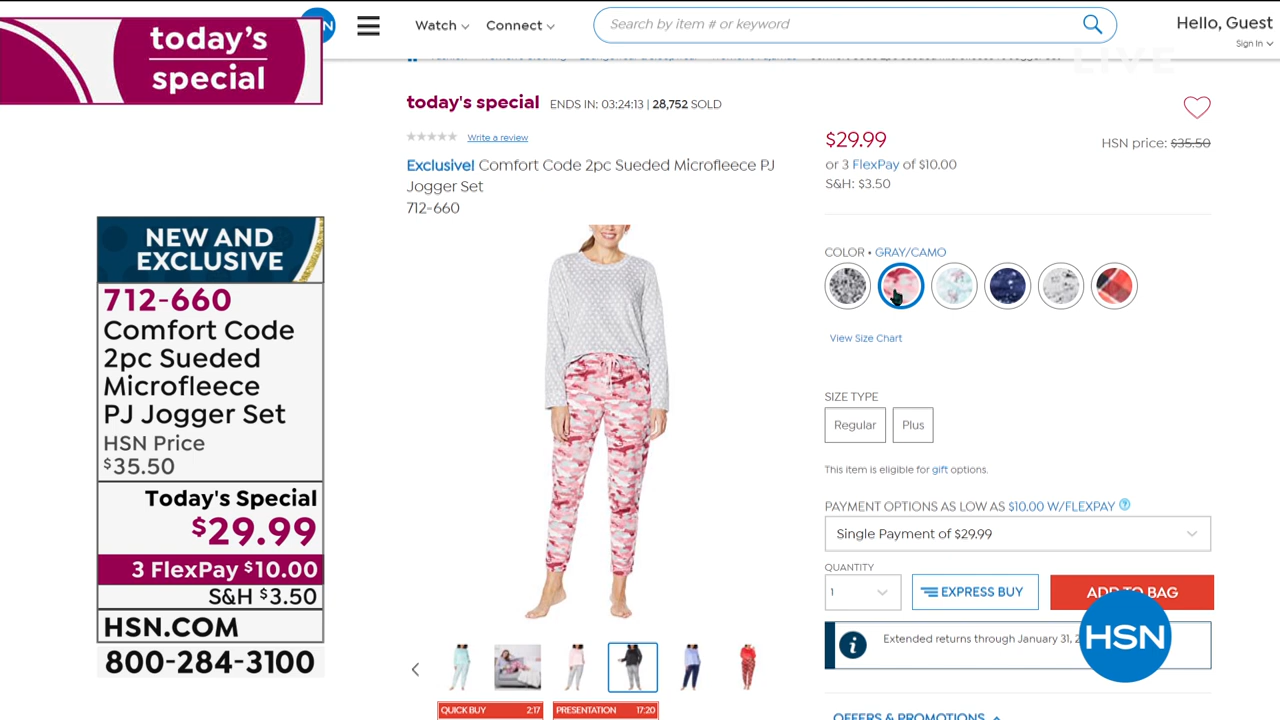 today's
special
NEW AND
EXCLUSIVE
712-660
Comfort Code
2pc Sueded
Microfleece
PJ Jogger Set
HSN Price
$35.50
Today's Special
$29.99
3 FlexPay $10.00
S&H $3.50
HSN.COM
800-284-3100
Watch
Connect
Search by item # or keyword
Hello, Guest
Sign In
LIVE
today's special ENDS IN: 03:24:13 | 28,752 SOLD
Write a review
Exclusive! Comfort Code 2pc Sueded Microfleece PJ
Jogger Set
712-660
QUICK BUY 2:17
PRESENTATION 17:20
$29.99
HSN price: $35.50
or 3 FlexPay of $10.00
S&H: $3.50
COLOR • GRAY/CAMO
View Size Chart
SIZE TYPE
Regular
Plus
This item is eligible for gift options.
PAYMENT OPTIONS AS LOW AS $10.00 W/FLEXPAY ?
Single Payment of $29.99
QUANTITY
1
EXPRESS BUY
ADD TO BAG
Extended returns through January 31, 2
HSN
OFFERS & PROMOTIONS